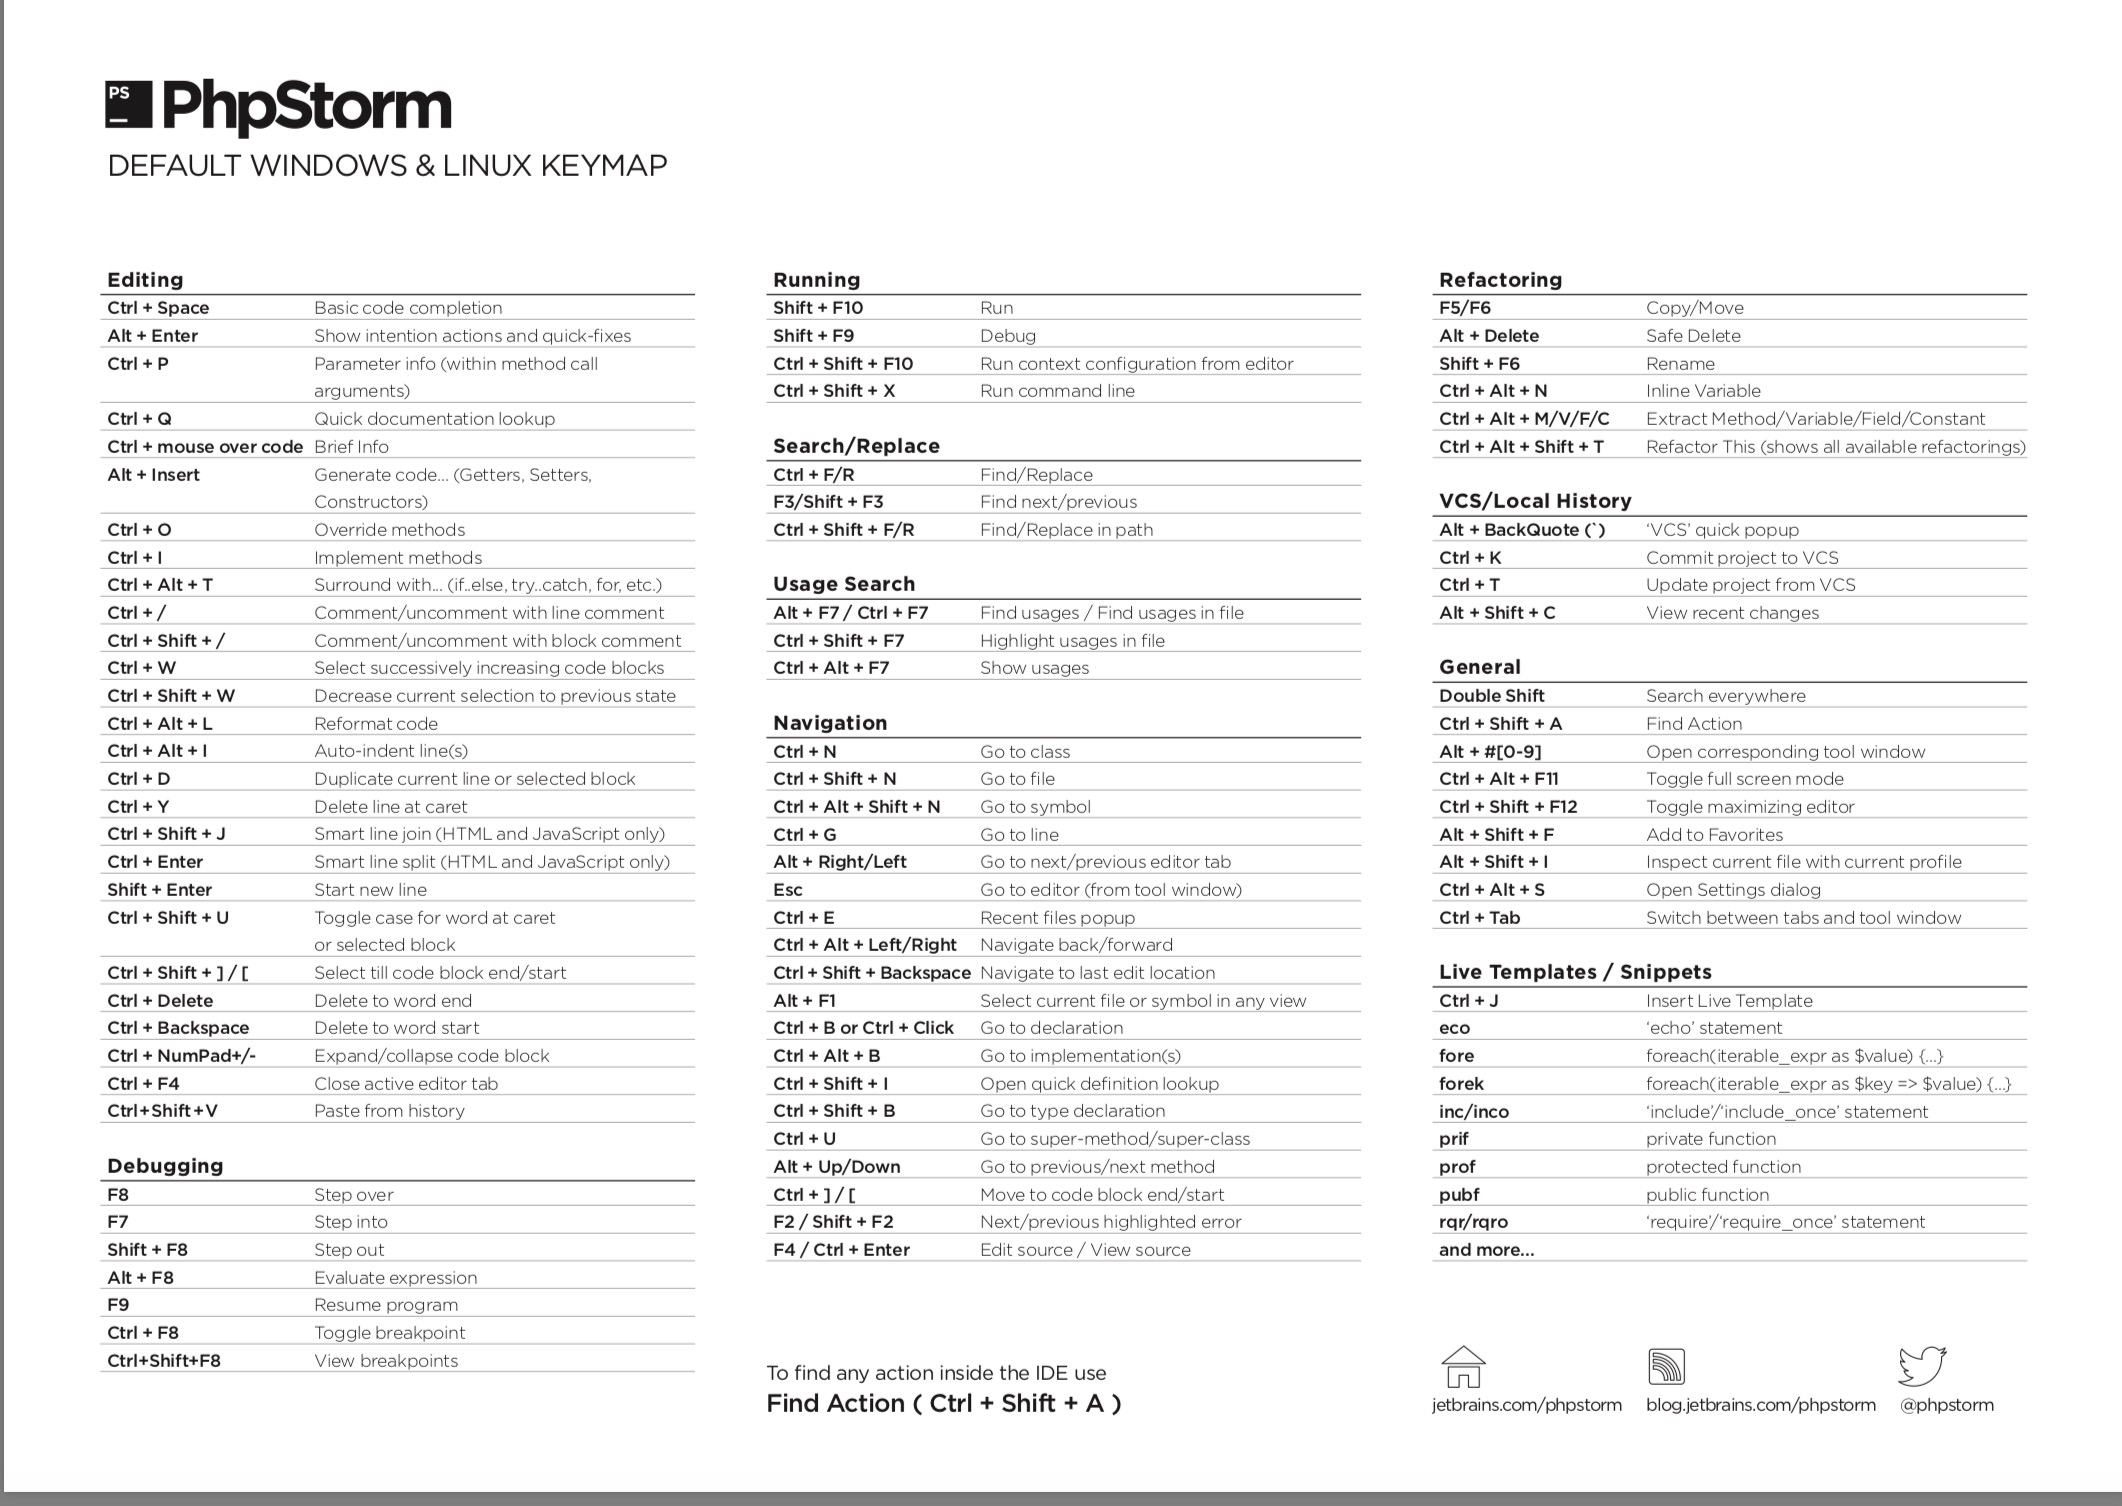 PS
PhpStorm
DEFAULT WINDOWS & LINUX KEYMAP
Editing
Ctrl + Space Basic code completion
Alt + Enter Show intention actions and quick-fixes
Ctrl + P Parameter info (within method call
arguments)
Ctrl + Q Quick documentation lookup
Ctrl + mouse over code Brief Info
Alt + Insert Generate code... (Getters, Setters,
Constructors)
Ctrl + O Override methods
Ctrl + I Implement methods
Ctrl + Alt + T Surround with... (if..else, try..catch, for, etc.)
Ctrl + / Comment/uncomment with line comment
Ctrl + Shift + / Comment/uncomment with block comment
Ctrl + W Select successively increasing code blocks
Ctrl + Shift + W Decrease current selection to previous state
Ctrl + Alt + L Reformat code
Ctrl + Alt + I Auto-indent line(s)
Ctrl + D Duplicate current line or selected block
Ctrl + Y Delete line at caret
Ctrl + Shift + J Smart line join (HTML and JavaScript only)
Ctrl + Enter Smart line split (HTML and JavaScript only)
Shift + Enter Start new line
Ctrl + Shift + U Toggle case for word at caret
or selected block
Ctrl + Shift + ] / [ Select till code block end/start
Ctrl + Delete Delete to word end
Ctrl + Backspace Delete to word start
Ctrl + NumPad+/- Expand/collapse code block
Ctrl + F4 Close active editor tab
Ctrl+Shift+V Paste from history
Debugging
F8 Step over
F7 Step into
Shift + F8 Step out
Alt + F8 Evaluate expression
F9 Resume program
Ctrl + F8 Toggle breakpoint
Ctrl+Shift+F8 View breakpoints
Running
Shift + F10 Run
Shift + F9 Debug
Ctrl + Shift + F10 Run context configuration from editor
Ctrl + Shift + X Run command line
Search/Replace
Ctrl + F/R Find/Replace
F3/Shift + F3 Find next/previous
Ctrl + Shift + F/R Find/Replace in path
Usage Search
Alt + F7 / Ctrl + F7 Find usages / Find usages in file
Ctrl + Shift + F7 Highlight usages in file
Ctrl + Alt + F7 Show usages
Navigation
Ctrl + N Go to class
Ctrl + Shift + N Go to file
Ctrl + Alt + Shift + N Go to symbol
Ctrl + G Go to line
Alt + Right/Left Go to next/previous editor tab
Esc Go to editor (from tool window)
Ctrl + E Recent files popup
Ctrl + Alt + Left/Right Navigate back/forward
Ctrl + Shift + Backspace Navigate to last edit location
Alt + F1 Select current file or symbol in any view
Ctrl + B or Ctrl + Click Go to declaration
Ctrl + Alt + B Go to implementation(s)
Ctrl + Shift + I Open quick definition lookup
Ctrl + Shift + B Go to type declaration
Ctrl + U Go to super-method/super-class
Alt + Up/Down Go to previous/next method
Ctrl + ] / [ Move to code block end/start
F2 / Shift + F2 Next/previous highlighted error
F4 / Ctrl + Enter Edit source / View source
To find any action inside the IDE use
Find Action ( Ctrl + Shift + A )
Refactoring
F5/F6 Copy/Move
Alt + Delete Safe Delete
Shift + F6 Rename
Ctrl + Alt + N Inline Variable
Ctrl + Alt + M/V/F/C Extract Method/Variable/Field/Constant
Ctrl + Alt + Shift + T Refactor This (shows all available refactorings)
VCS/Local History
Alt + BackQuote (`) ‘VCS’ quick popup
Ctrl + K Commit project to VCS
Ctrl + T Update project from VCS
Alt + Shift + C View recent changes
General
Double Shift Search everywhere
Ctrl + Shift + A Find Action
Alt + #[0-9] Open corresponding tool window
Ctrl + Alt + F11 Toggle full screen mode
Ctrl + Shift + F12 Toggle maximizing editor
Alt + Shift + F Add to Favorites
Alt + Shift + I Inspect current file with current profile
Ctrl + Alt + S Open Settings dialog
Ctrl + Tab Switch between tabs and tool window
Live Templates / Snippets
Ctrl + J Insert Live Template
eco ‘echo’ statement
fore foreach(iterable_expr as $value) {...}
forek foreach(iterable_expr as $key => $value) {...}
inc/inco ‘include’/‘include_once’ statement
prif private function
prof protected function
pubf public function
rqr/rqro ‘require’/‘require_once’ statement
and more...
jetbrains.com/phpstorm blog.jetbrains.com/phpstorm @phpstorm